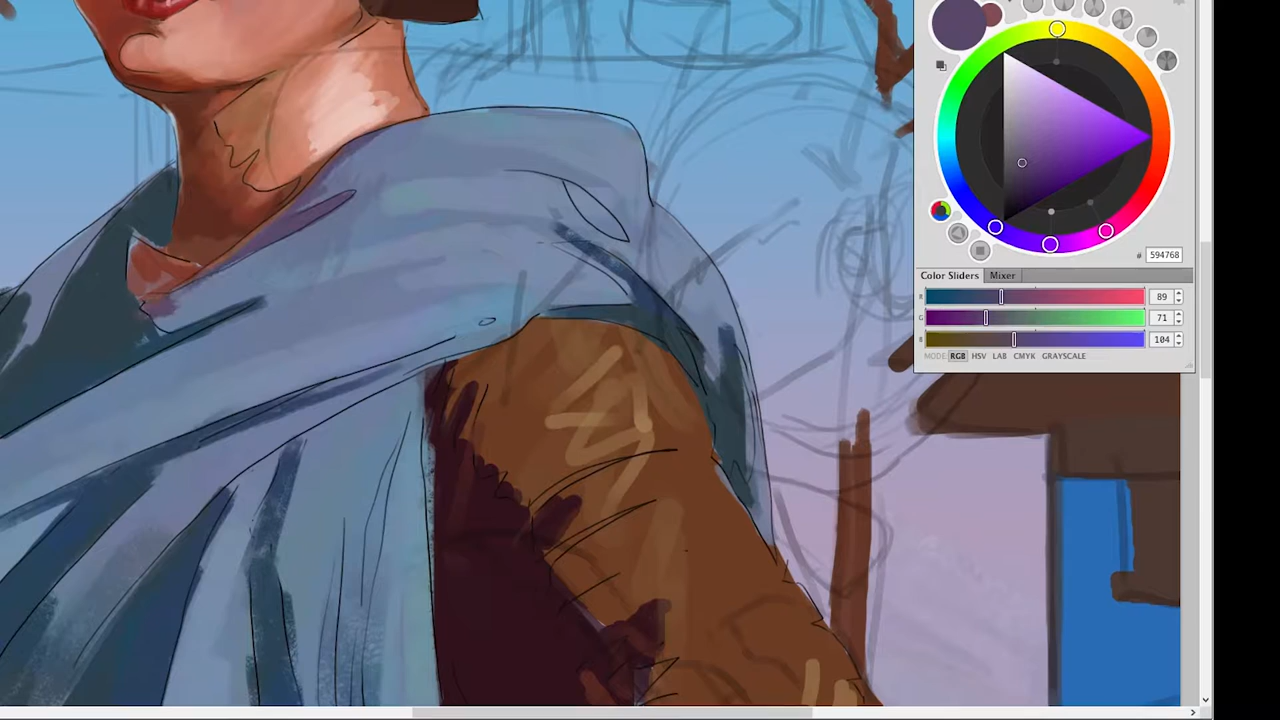 # 594768
Color Sliders Mixer
R 89
G 71
B 104
MODE RGB HSV LAB CMYK GRAYSCALE